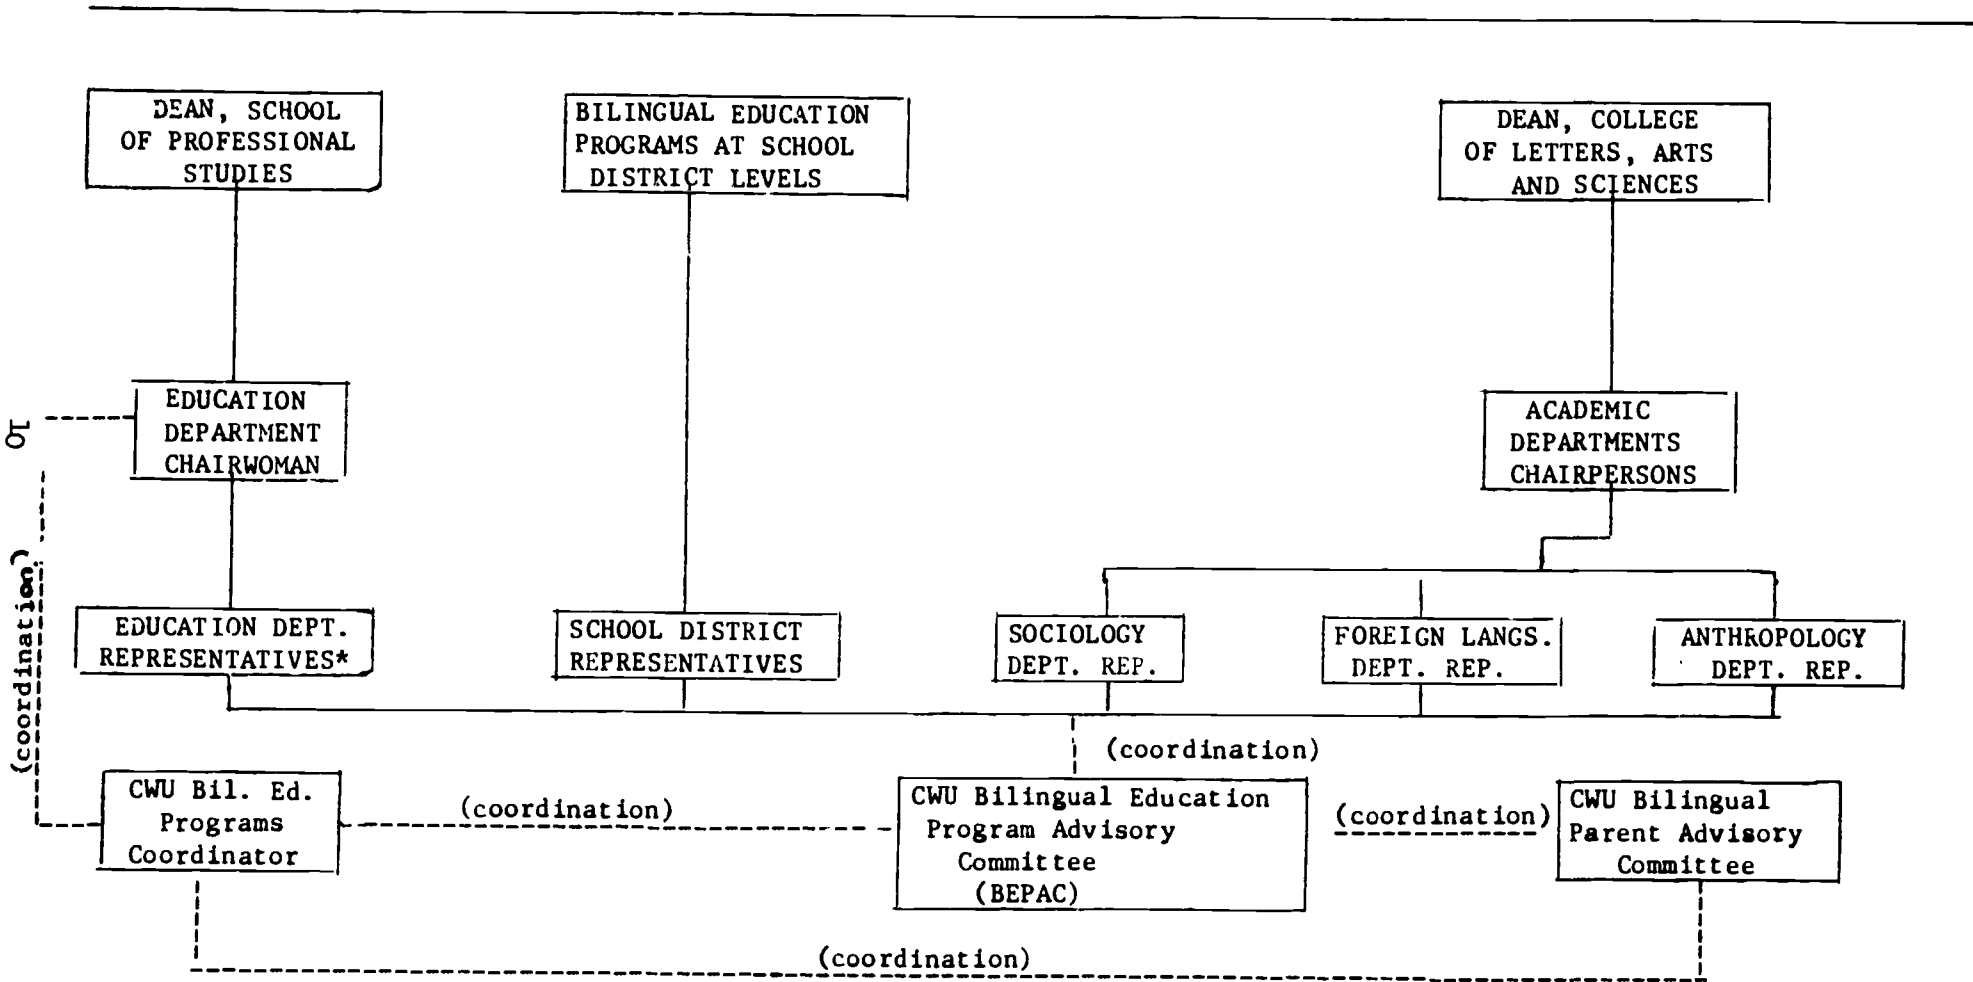 DEAN, SCHOOL
OF PROFESSIONAL
STUDIES
BILINGUAL EDUCATION
PROGRAMS AT SCHOOL
DISTRICT LEVELS
DEAN, COLLEGE
OF LETTERS, ARTS
AND SCIENCES
EDUCATION
DEPARTMENT
CHAIRWOMAN
ACADEMIC
DEPARTMENTS
CHAIRPERSONS
10
(coordination)
EDUCATION DEPT.
REPRESENTATIVES*
SCHOOL DISTRICT
REPRESENTATIVES
SOCIOLOGY
DEPT. REP.
FOREIGN LANGS.
DEPT. REP.
ANTHROPOLOGY
DEPT. REP.
(coordination)
CWU Bil. Ed.
Programs
Coordinator
(coordination)
CWU Bilingual Education
Program Advisory
Committee
(BEPAC)
(coordination)
CWU Bilingual
Parent Advisory
Committee
(coordination)